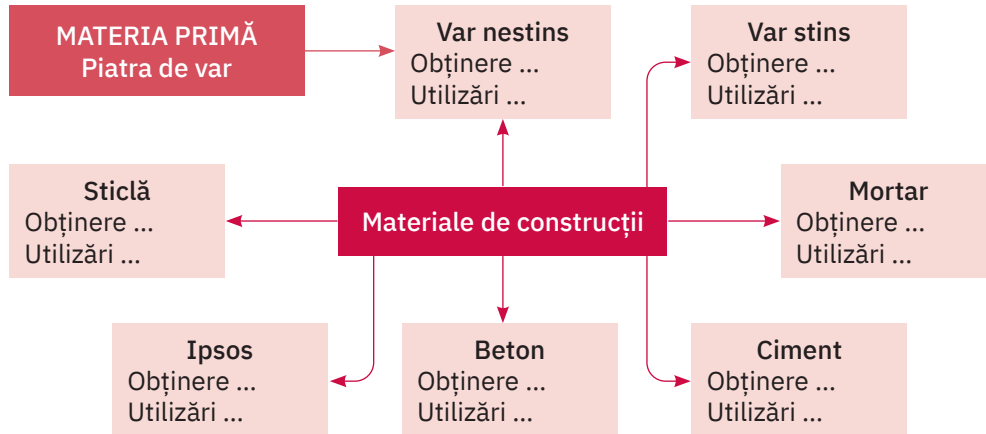 MATERIA PRIMĂ
Piatra de var
Var nestins
Obținere ...
Utilizări ...
Var stins
Obținere ...
Utilizări ...
Sticlă
Obținere ...
Utilizări ...
Materiale de construcții
Mortar
Obținere ...
Utilizări ...
Ipsos
Obținere ...
Utilizări ...
Beton
Obținere ...
Utilizări ...
Ciment
Obținere ...
Utilizări ...